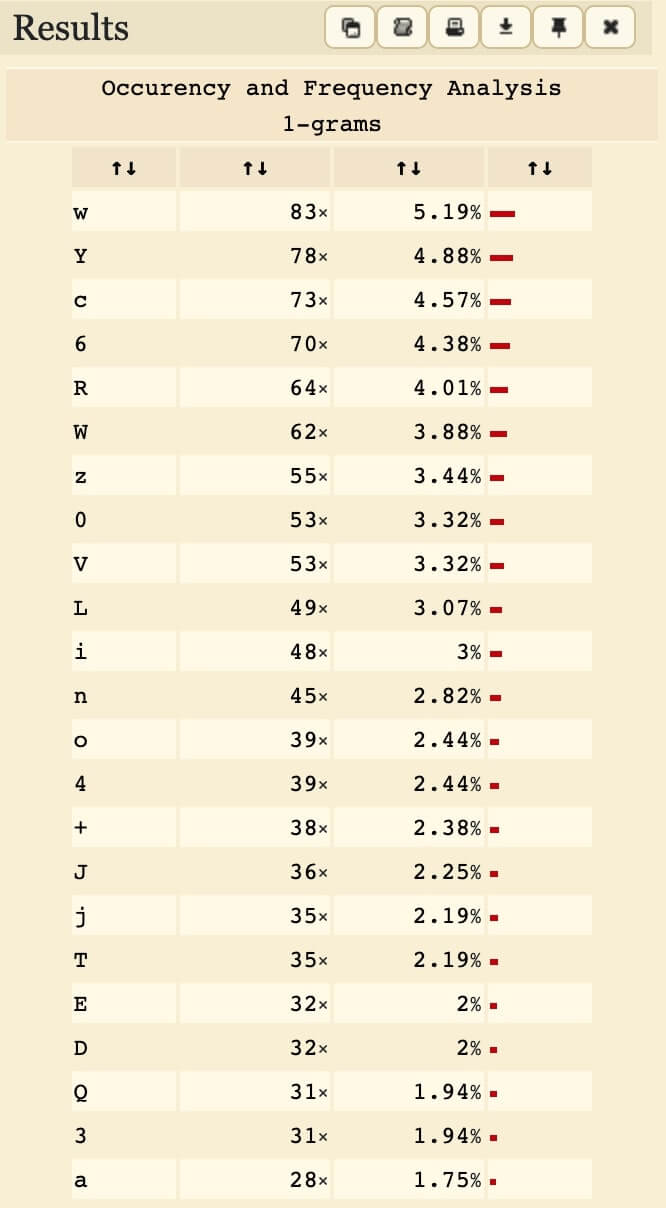 Results
Occurency and Frequency Analysis
1-grams
↑↓ ↑↓ ↑↓ ↑↓
w 83× 5.19%
Y 78× 4.88%
c 73× 4.57%
6 70× 4.38%
R 64× 4.01%
W 62× 3.88%
z 55× 3.44%
0 53× 3.32%
V 53× 3.32%
L 49× 3.07%
i 48× 3%
n 45× 2.82%
o 39× 2.44%
4 39× 2.44%
+ 38× 2.38%
J 36× 2.25%
j 35× 2.19%
T 35× 2.19%
E 32× 2%
D 32× 2%
Q 31× 1.94%
3 31× 1.94%
a 28× 1.75%